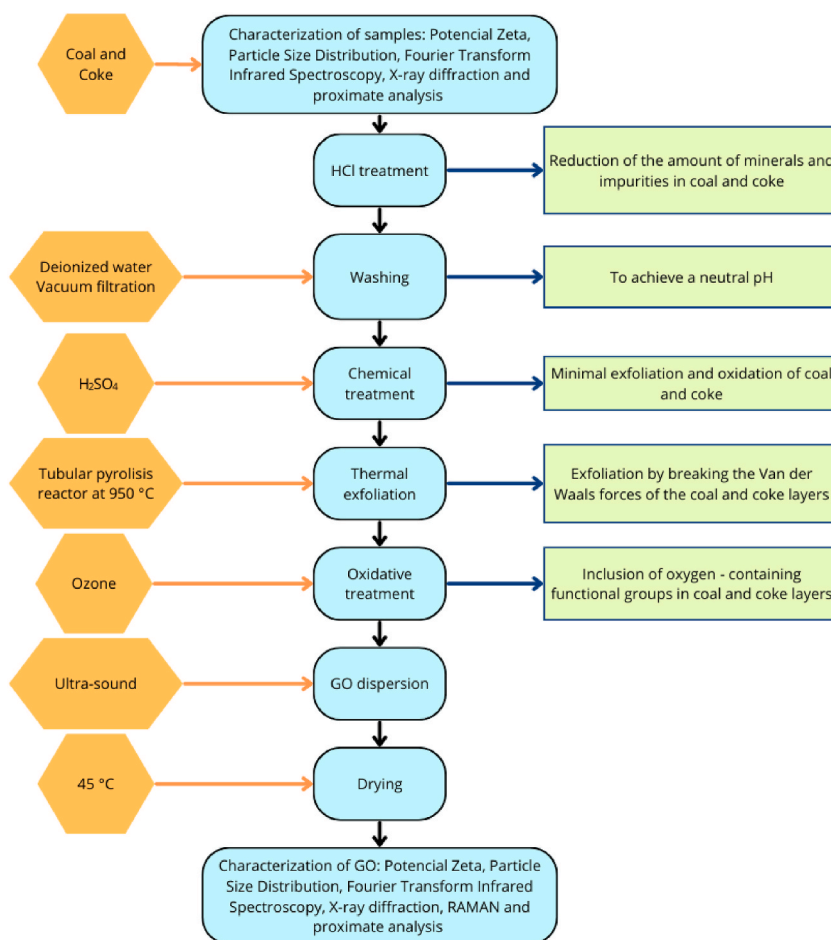 Coal and
Coke
Characterization of samples: Potencial Zeta,
Particle Size Distribution, Fourier Transform
Infrared Spectroscopy, X-ray diffraction and
proximate analysis
HCl treatment
Reduction of the amount of minerals and
impurities in coal and coke
Deionized water
Vacuum filtration
Washing
To achieve a neutral pH
H₂SO₄
Chemical
treatment
Minimal exfoliation and oxidation of coal
and coke
Tubular pyrolisis
reactor at 950 °C
Thermal
exfoliation
Exfoliation by breaking the Van der
Waals forces of the coal and coke layers
Ozone
Oxidative
treatment
Inclusion of oxygen - containing
functional groups in coal and coke layers
Ultra-sound
GO dispersion
45 °C
Drying
Characterization of GO: Potencial Zeta, Particle
Size Distribution, Fourier Transform Infrared
Spectroscopy, X-ray diffraction, RAMAN and
proximate analysis